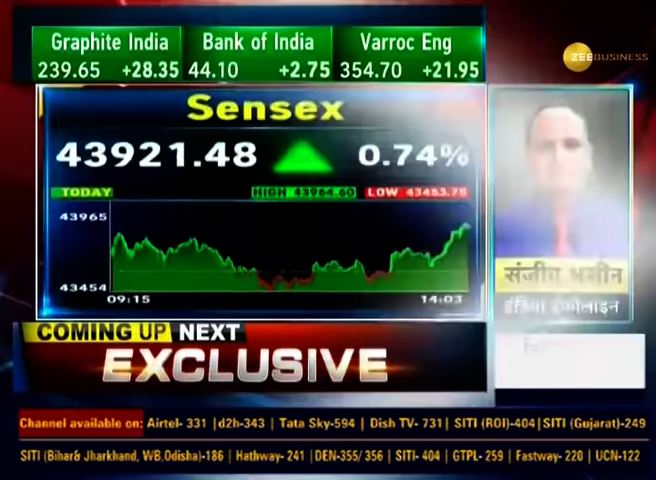 Graphite India Bank of India Varroc Eng
239.65 +28.35 44.10 +2.75 354.70 +21.95
ZEEBUSINESS
Sensex
43921.48 0.74%
TODAY HIGH 43964.60 LOW 43453.75
43965
43454
09:15 14:03
संजीव भसीन
इंडिया इंफोलाइन
COMING UP NEXT
EXCLUSIVE
Channel available on: Airtel- 331 | d2h-343 | Tata Sky-594 | Dish TV- 731 | SITI (ROI)-404 | SITI (Gujarat)-249
SITI (Bihar& Jharkhand, WB,Odisha)-186 | Hathway- 241 | DEN-355/ 356 | SITI- 404 | GTPL- 259 | Fastway- 220 | UCN-122